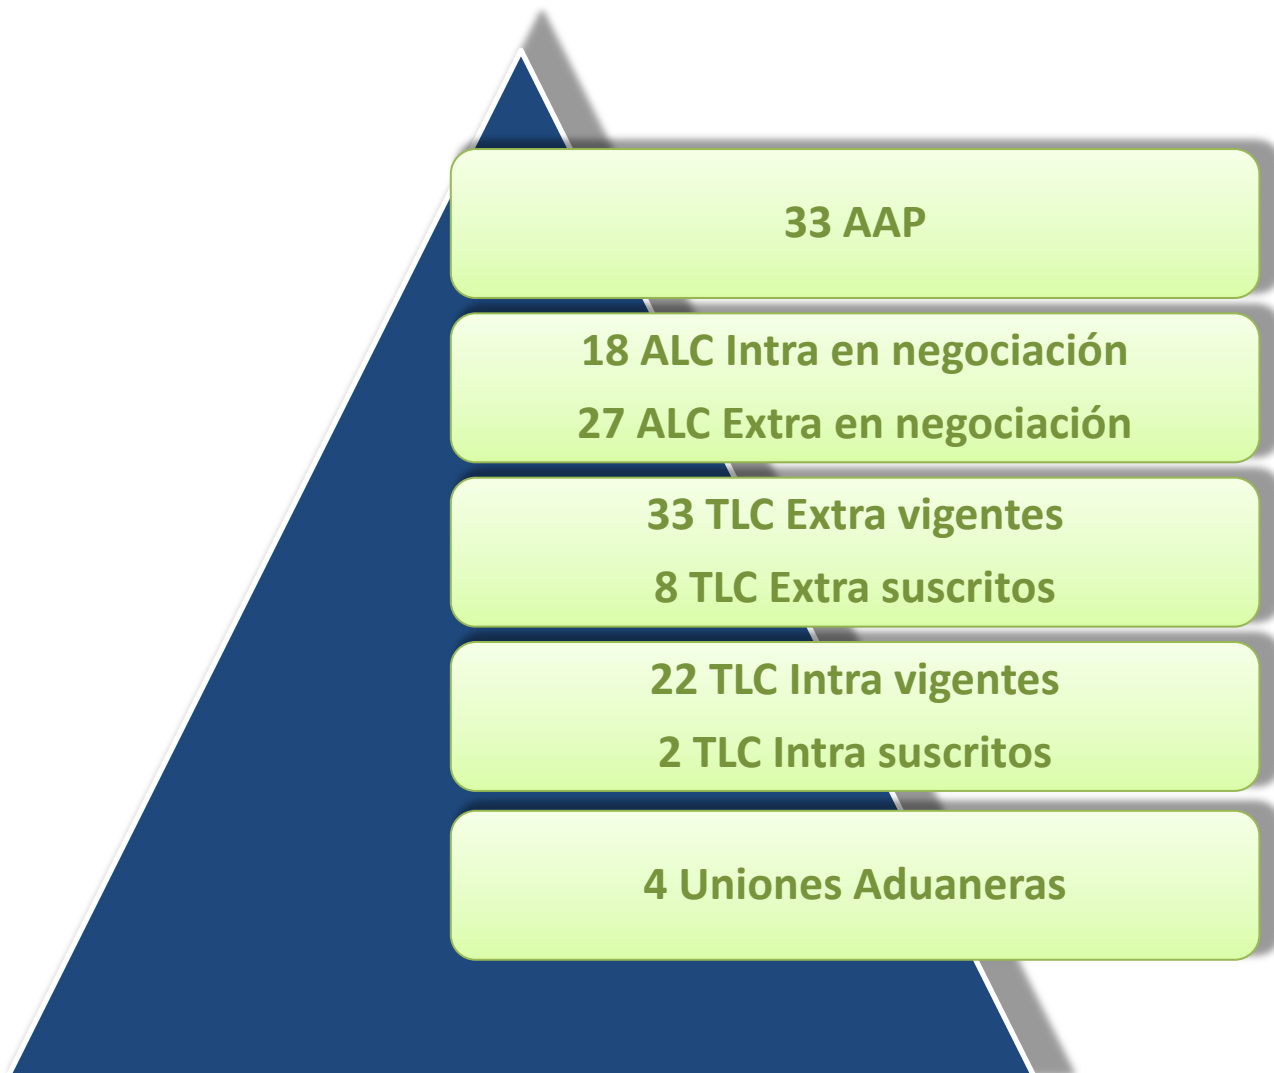 33 AAP
18 ALC Intra en negociación
27 ALC Extra en negociación
33 TLC Extra vigentes
8 TLC Extra suscritos
22 TLC Intra vigentes
2 TLC Intra suscritos
4 Uniones Aduaneras